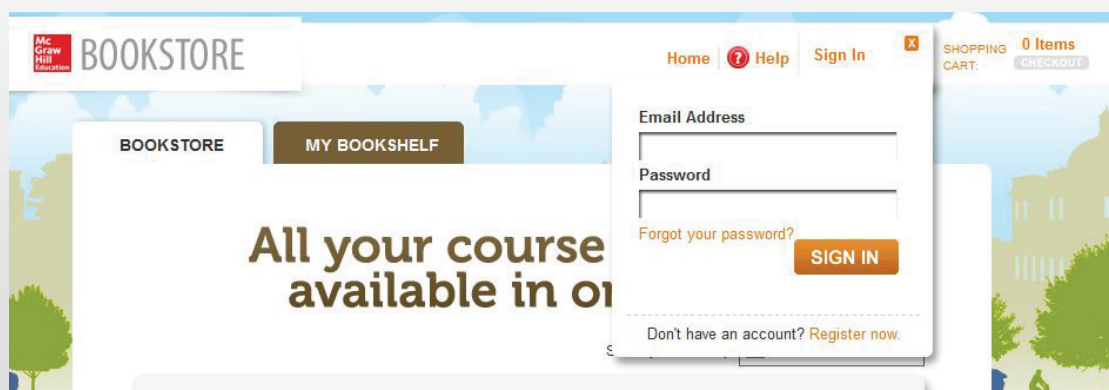 Mc
Graw
Hill
Education
BOOKSTORE
Home
Help
Sign In
X
SHOPPING
CART:
0 Items
CHECKOUT
BOOKSTORE
MY BOOKSHELF
Email Address
Password
Forgot your password?
SIGN IN
Don't have an account? Register now.
All your course
available in